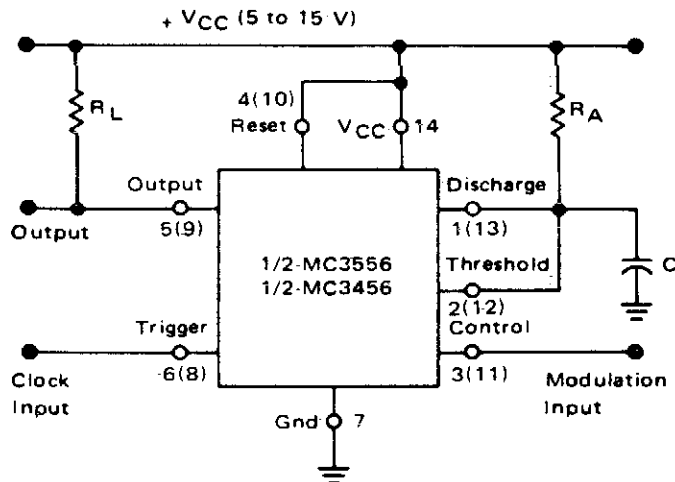 + VCC (5 to 15 V)
RL
4(10)
Reset
VCC
14
RA
Output
5(9)
Output
Discharge
1(13)
1/2-MC3556
1/2-MC3456
Threshold
2(1-2)
C
Trigger
-6(8)
Control
3(11)
Clock
Input
Modulation
Input
Gnd
7